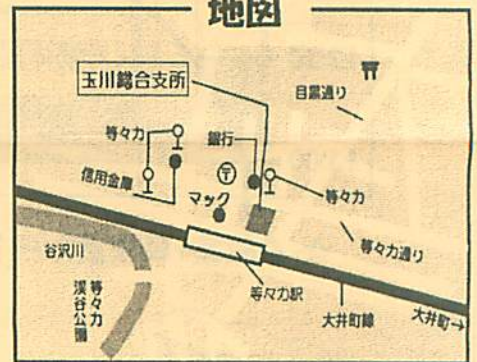 地図
玉川総合支所
目黒通り
等々力
銀行
信用金庫
〒
マック
等々力
等々力通り
谷沢川
等々力駅
等々力
渓谷公園
大井町線
大井町→